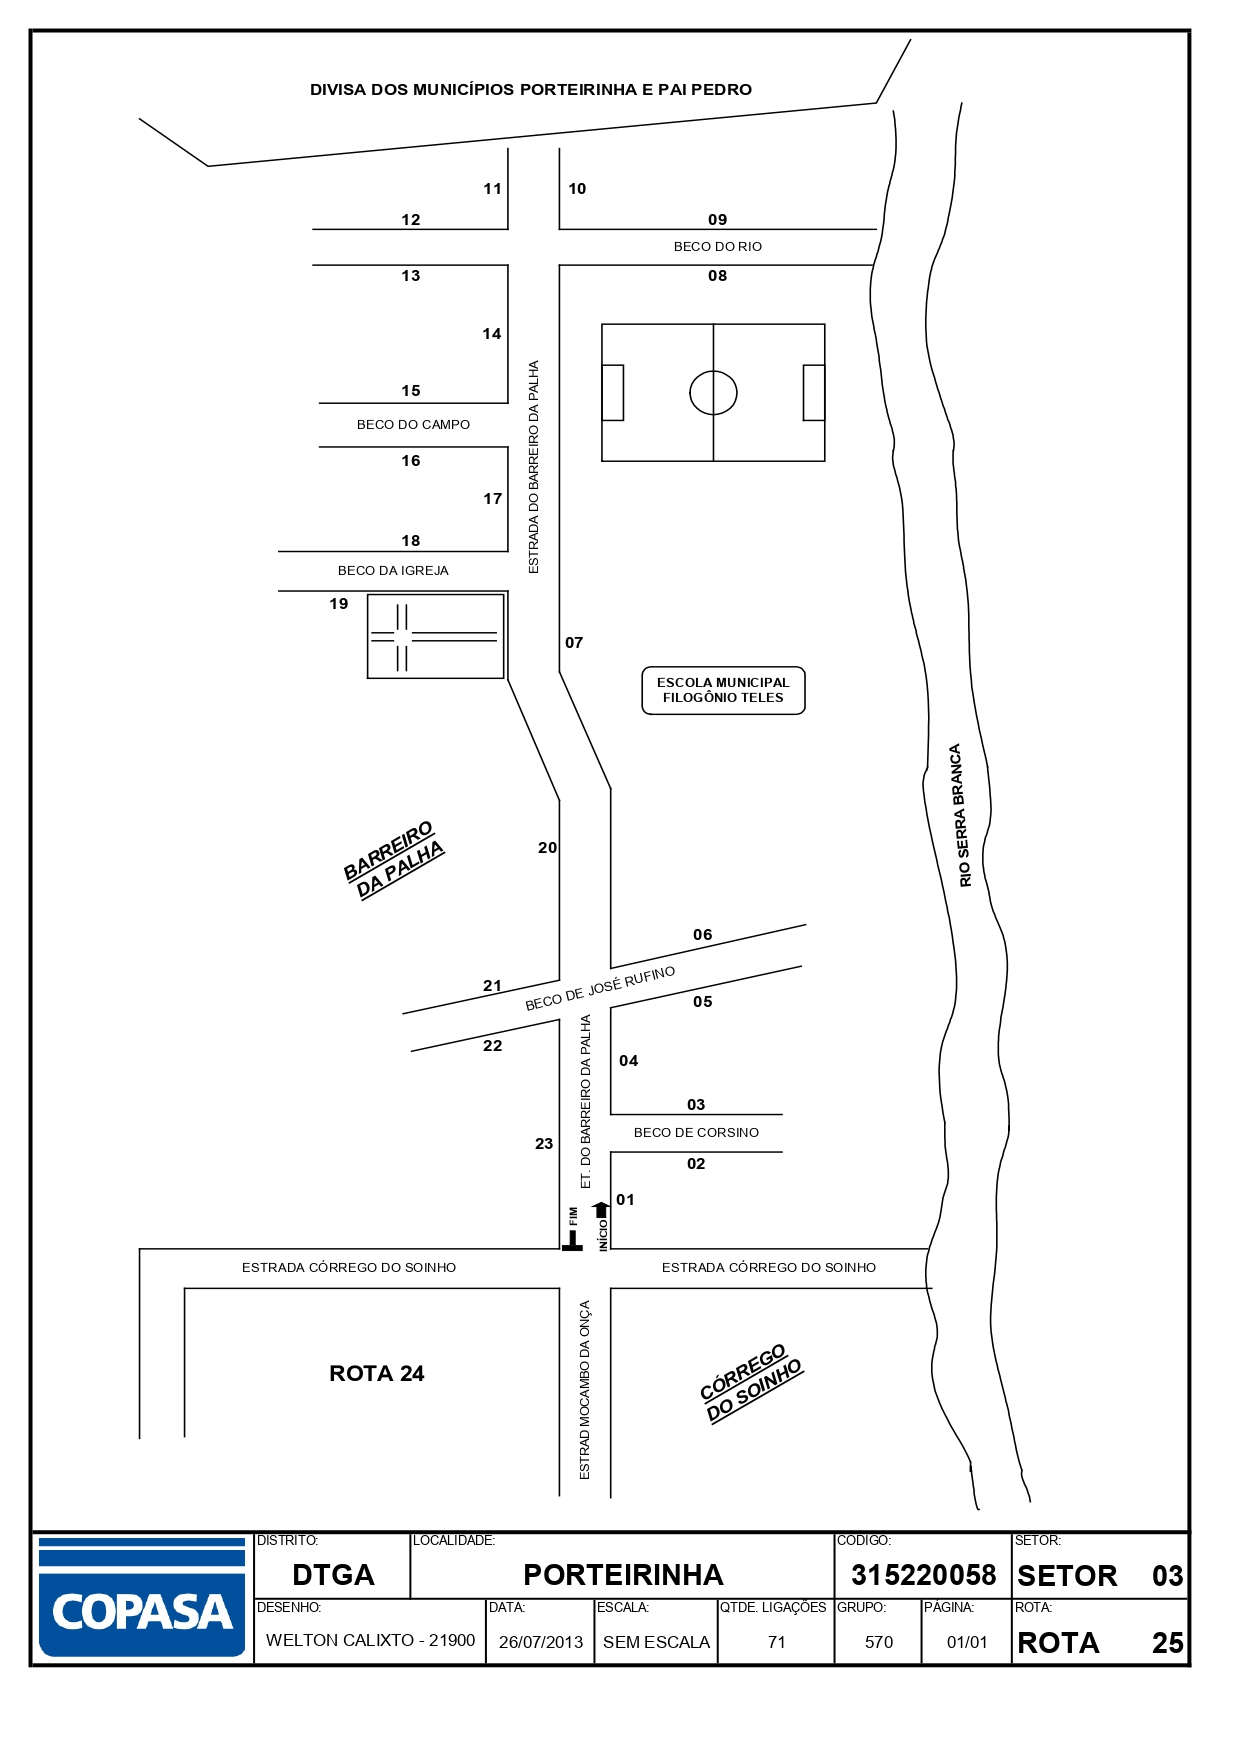 DIVISA DOS MUNICÍPIOS PORTEIRINHA E PAI PEDRO
11
10
12
09
BECO DO RIO
13
08
14
ESTRADA DO BARREIRO DA PALHA
15
BECO DO CAMPO
16
17
18
BECO DA IGREJA
19
07
ESCOLA MUNICIPAL
FILOGÔNIO TELES
RIO SERRA BRANCA
BARREIRO
DA PALHA
20
06
21
BECO DE JOSÉ RUFINO
05
22
ET. DO BARREIRO DA PALHA
04
03
BECO DE CORSINO
23
02
01
FIM
INÍCIO
ESTRADA CÓRREGO DO SOINHO
ESTRADA CÓRREGO DO SOINHO
ESTRAD MOCAMBO DA ONÇA
ROTA 24
CÓRREGO
DO SOINHO
COPASA
DISTRITO:
DTGA
LOCALIDADE:
PORTEIRINHA
CODIGO:
315220058
SETOR:
SETOR 03
DESENHO:
WELTON CALIXTO - 21900
DATA:
26/07/2013
ESCALA:
SEM ESCALA
QTDE. LIGAÇÕES
71
GRUPO:
570
PÁGINA:
01/01
ROTA:
ROTA 25